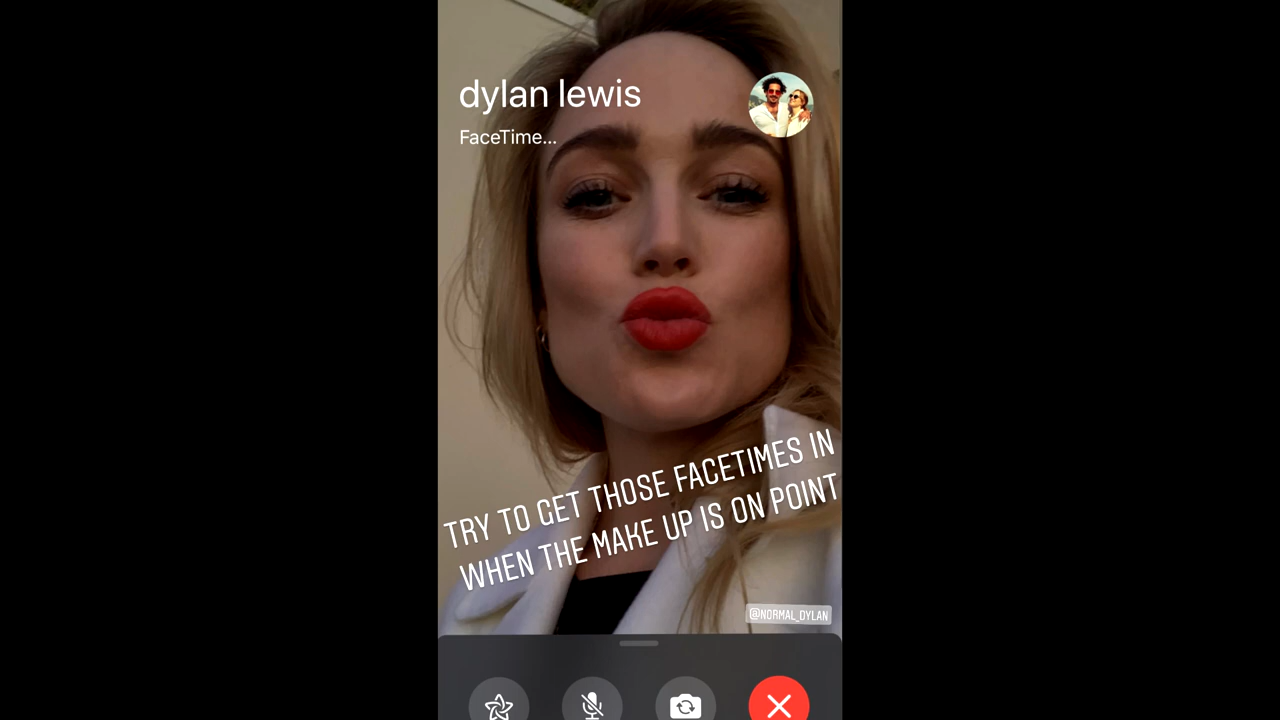 dylan lewis
FaceTime...
TRY TO GET THOSE FACETIMES IN
WHEN THE MAKE UP IS ON POINT
@NORMAL_DYLAN